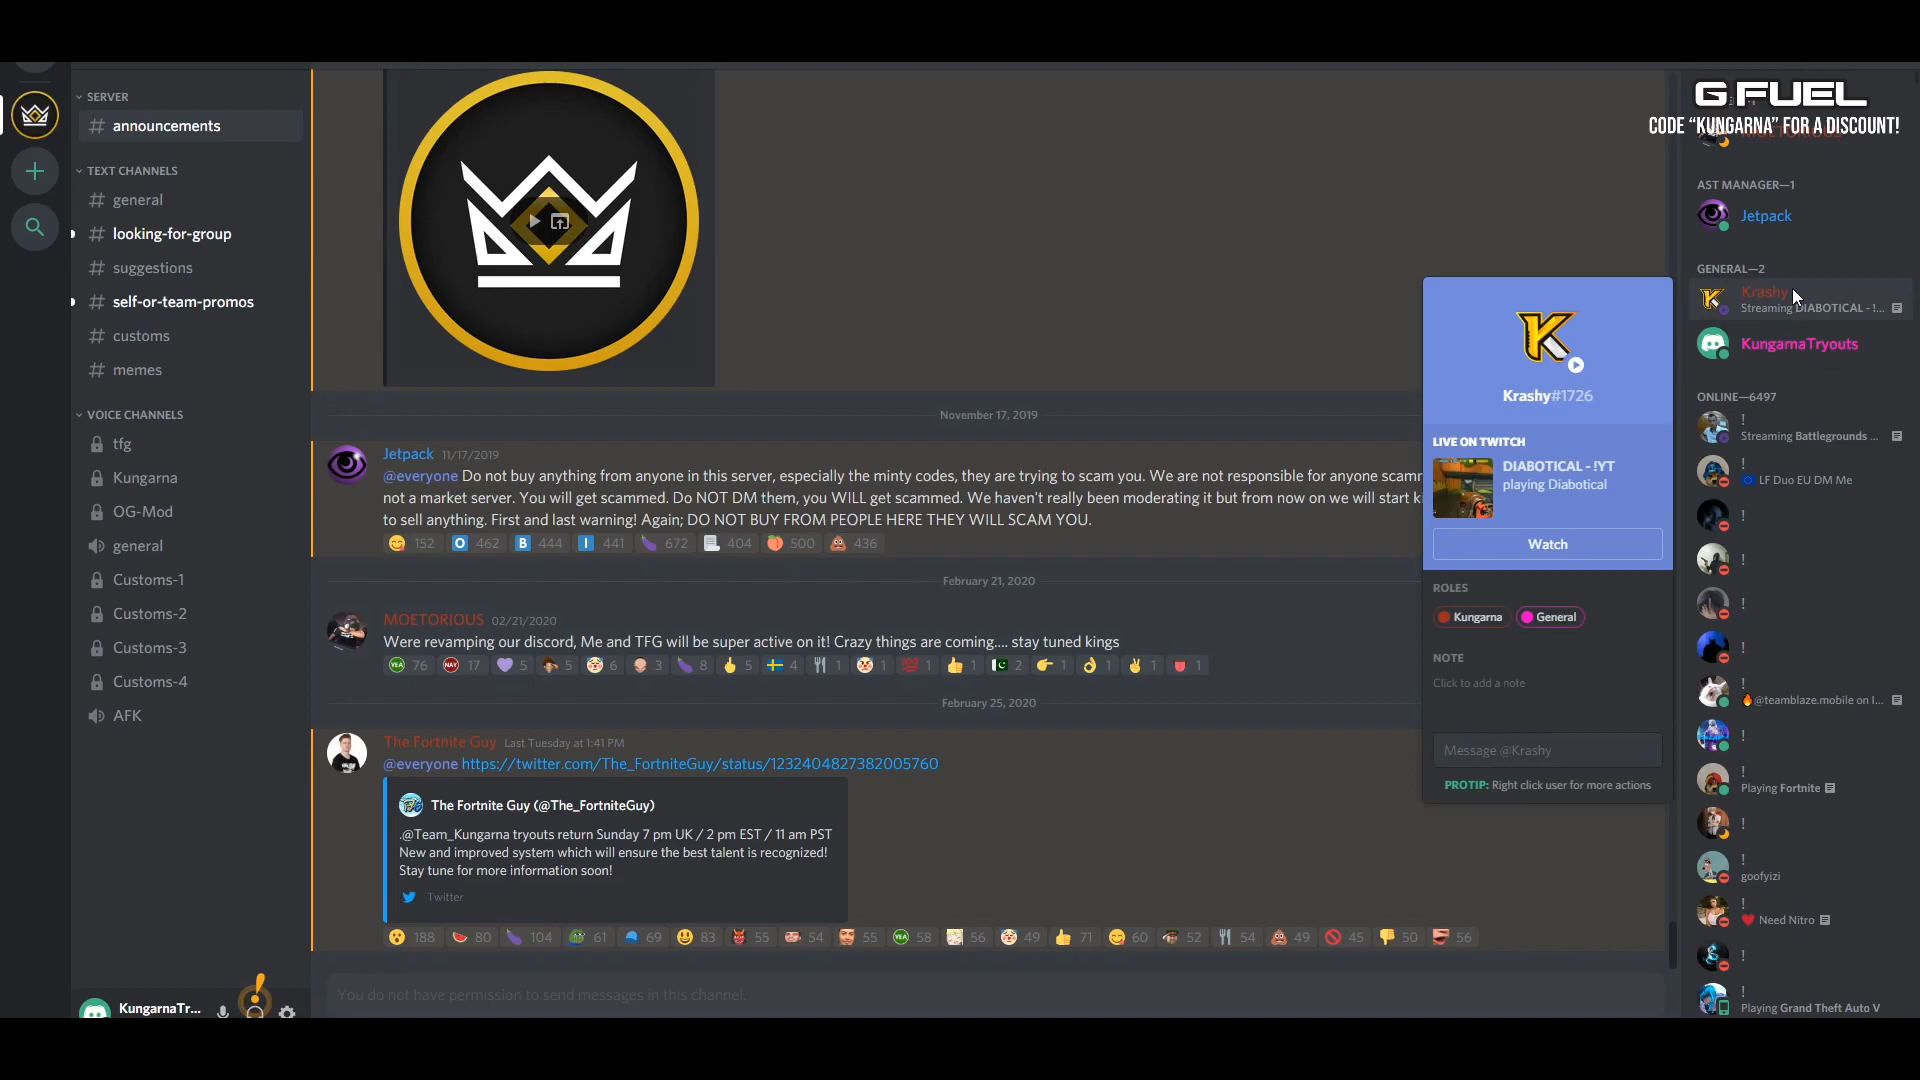 G FUEL
CODE "KUNGARNA" FOR A DISCOUNT!
SERVER
announcements
TEXT CHANNELS
general
looking-for-group
suggestions
self-or-team-promos
customs
memes
VOICE CHANNELS
tfg
Kungarna
OG-Mod
general
Customs-1
Customs-2
Customs-3
Customs-4
AFK
KungarnaTr...
November 17, 2019
Jetpack 11/17/2019
@everyone Do not buy anything from anyone in this server, especially the minty codes, they are trying to scam you. We are not responsible for anyone scamm
not a market server. You will get scammed. Do NOT DM them, you WILL get scammed. We haven't really been moderating it but from now on we will start k
to sell anything. First and last warning! Again; DO NOT BUY FROM PEOPLE HERE THEY WILL SCAM YOU.
152 O 462 B 444 I 441 672 404 500 436
February 21, 2020
MOETORIOUS 02/21/2020
Were revamping our discord, Me and TFG will be super active on it! Crazy things are coming.... stay tuned kings
YEA 76 NAY 17 5 5 6 3 8 5 4 1 1 1 1 2 1 1 1 1
February 25, 2020
The Fortnite Guy Last Tuesday at 1:41 PM
@everyone https://twitter.com/The_FortniteGuy/status/1232404827382005760
The Fortnite Guy (@The_FortniteGuy)
.@Team_Kungarna tryouts return Sunday 7 pm UK / 2 pm EST / 11 am PST
New and improved system which will ensure the best talent is recognized!
Stay tune for more information soon!
Twitter
188 80 104 61 69 83 55 54 55 YEA 58 56 49 71 60 52 54 49 45 50 56
You do not have permission to send messages in this channel.
Krashy#1726
LIVE ON TWITCH
DIABOTICAL - !YT
playing Diabotical
Watch
ROLES
Kungarna General
NOTE
Click to add a note
Message @Krashy
PROTIP: Right click user for more actions
AST MANAGER—1
Jetpack
GENERAL—2
Krashy
Streaming DIABOTICAL - !...
KungarnaTryouts
ONLINE—6497
!
Streaming Battlegrounds ...
!
LF Duo EU DM Me
!
!
!
!
!
@teamblaze.mobile on I...
!
!
Playing Fortnite
!
!
goofyizi
!
Need Nitro
!
!
Playing Grand Theft Auto V